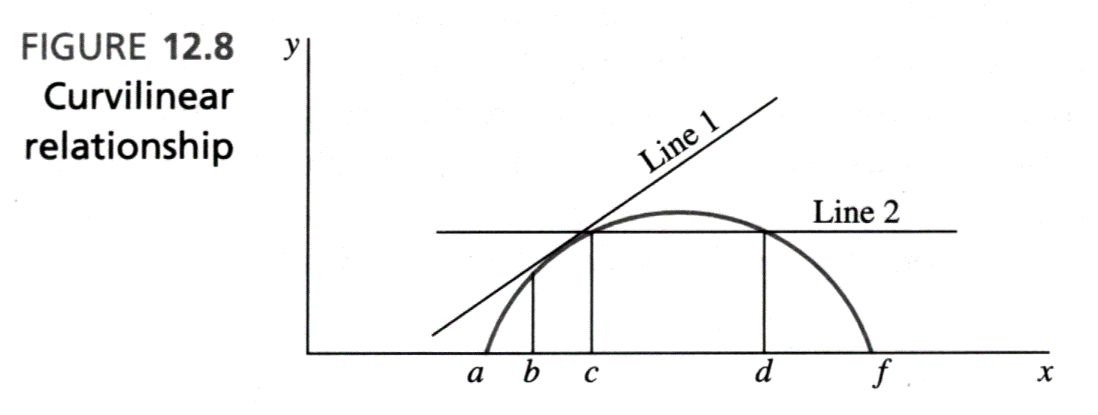 FIGURE 12.8
Curvilinear
relationship
y
Line 1
Line 2
a b c d f x